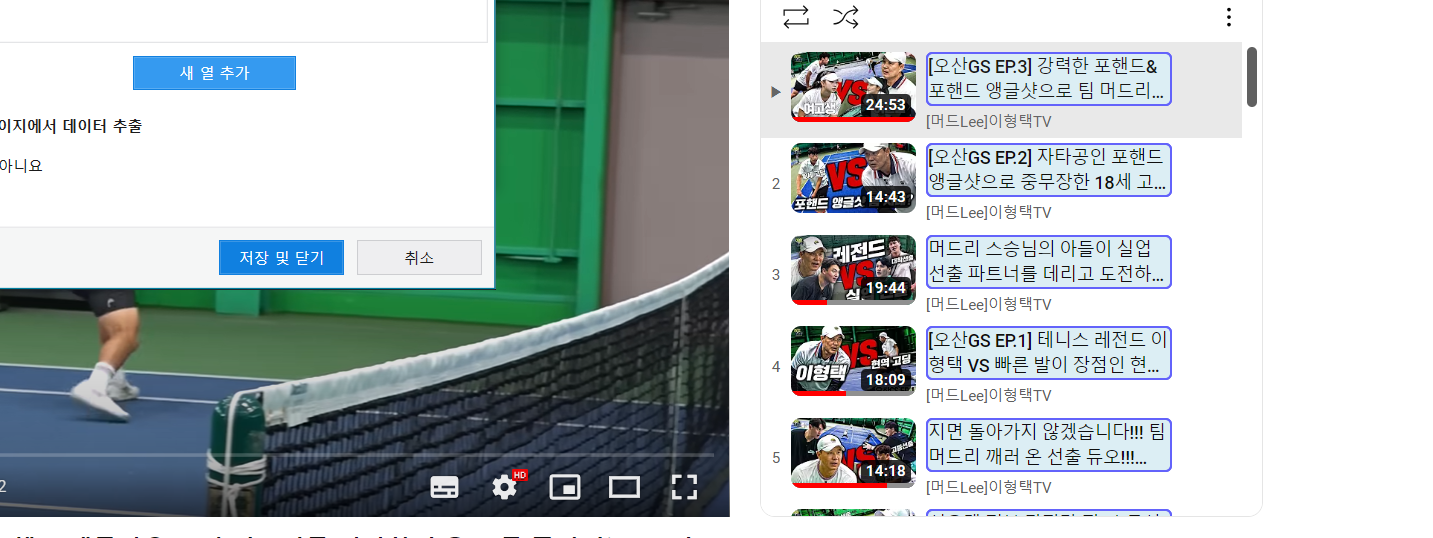 새 열 추가
이지에서 데이터 추출
아니요
저장 및 닫기
취소
2
HD
[오산GS EP.3] 강력한 포핸드&
포핸드 앵글샷으로 팀 머드리...
여고생
VS
24:53
[머드Lee]이형택TV
2
[오산GS EP.2] 자타공인 포핸드
앵글샷으로 중무장한 18세 고...
VS
포핸드 앵글샷
14:43
[머드Lee]이형택TV
3
머드리 스승님의 아들이 실업
선출 파트너를 데리고 도전하...
레전드
VS
19:44
[머드Lee]이형택TV
4
[오산GS EP.1] 테니스 레전드 이
형택 VS 빠른 발이 장점인 현...
VS
이형택
현역 고딩
18:09
[머드Lee]이형택TV
5
지면 돌아가지 않겠습니다!!! 팀
머드리 깨러 온 선출 듀오!!!...
14:18
[머드Lee]이형택TV